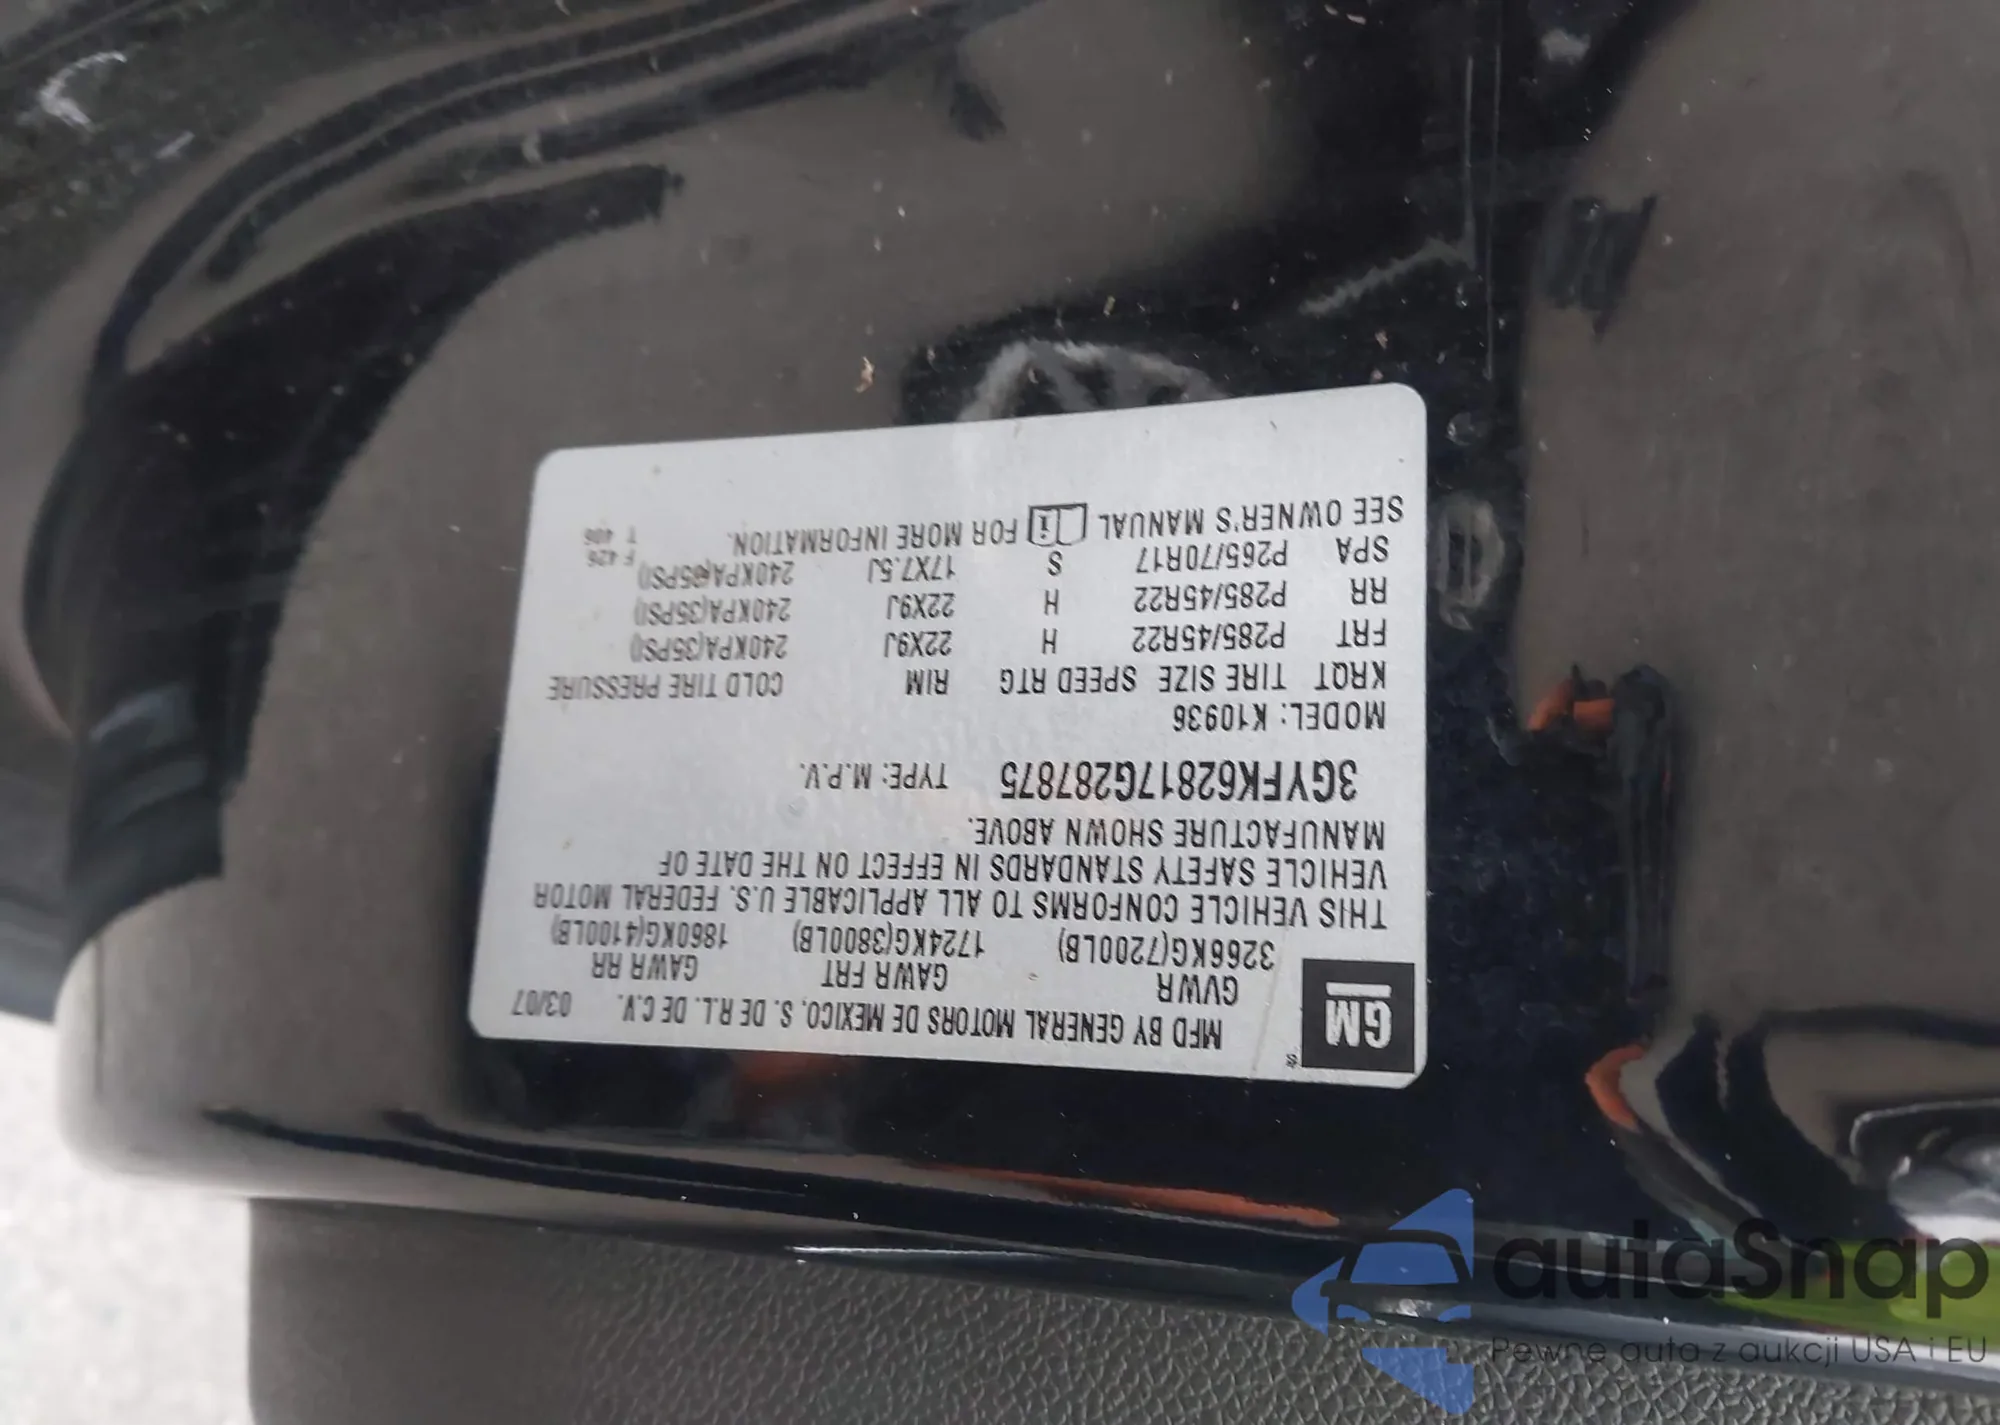 MFD BY GENERAL MOTORS DE MEXICO, S. DE R.L. DE C.V. 03/07
GM
GVWR GAWR FRT GAWR RR
3266KG(7200LB) 1724KG(3800LB) 1860KG(4100LB)
THIS VEHICLE CONFORMS TO ALL APPLICABLE U.S. FEDERAL MOTOR
VEHICLE SAFETY STANDARDS IN EFFECT ON THE DATE OF
MANUFACTURE SHOWN ABOVE.
3GYFK62817G287875 TYPE: M.P.V.
MODEL: K10936
KRQT TIRE SIZE SPEED RTG RIM COLD TIRE PRESSURE
FRT P285/45R22 H 22X9J 240KPA(35PSI)
RR P285/45R22 H 22X9J 240KPA(35PSI)
SPA P265/70R17 S 17X7.5J 240KPA(35PSI) F 426
SEE OWNER'S MANUAL i FOR MORE INFORMATION. T 406
autaSnap
Pewne auta z aukcji USA i EU